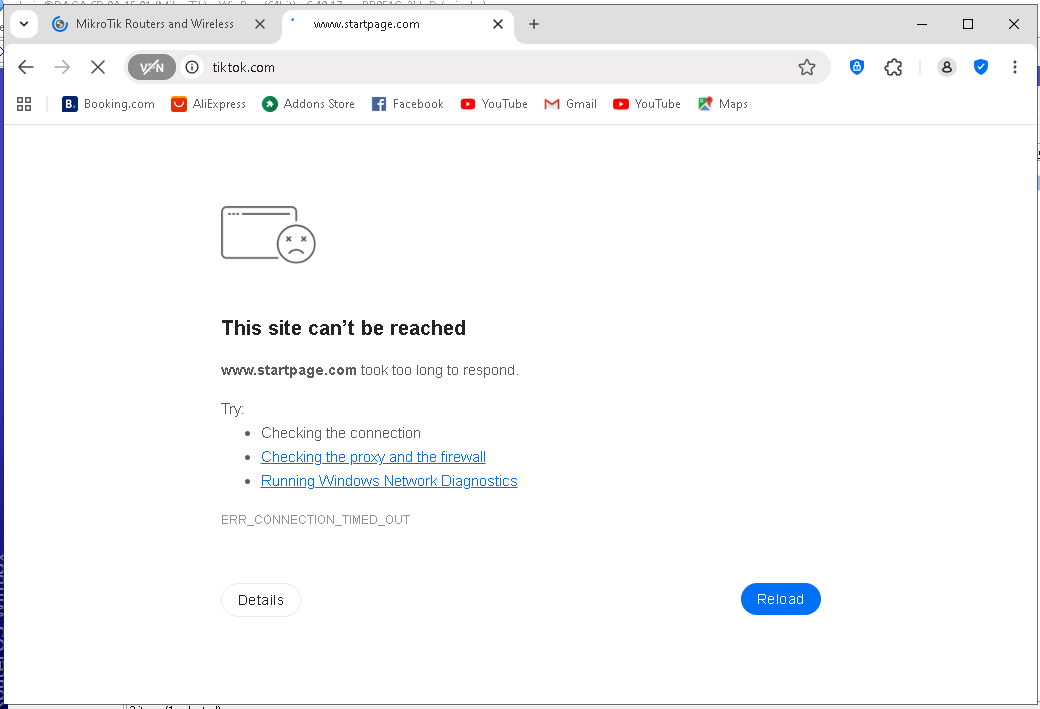 MikroTik Routers and Wireless
www.startpage.com
VPN
tiktok.com
Booking.com
AliExpress
Addons Store
Facebook
YouTube
Gmail
YouTube
Maps
This site can’t be reached
www.startpage.com took too long to respond.
Try:
Checking the connection
Checking the proxy and the firewall
Running Windows Network Diagnostics
ERR_CONNECTION_TIMED_OUT
Details
Reload